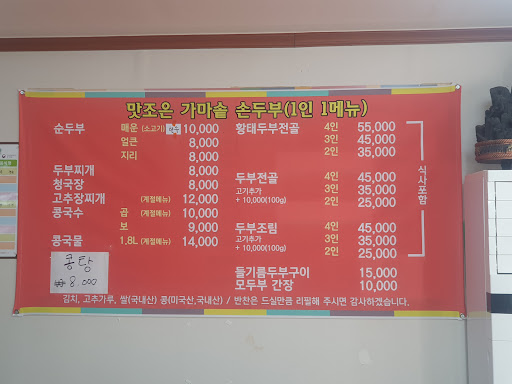 맛조은 가마솥 손두부(1인 1메뉴)
순두부 매운 (소고기) 10,000
얼큰 8,000
지리 8,000
두부찌개 8,000
청국장 8,000
고추장찌개 (계절메뉴) 12,000
콩국수 곱 (계절메뉴) 10,000
보 9,000
콩국물 1.8L (계절메뉴) 14,000
콩탕
₩ 8.000
황태두부전골 4인 55,000
3인 45,000
2인 35,000
두부전골 4인 45,000
고기추가 3인 35,000
+ 10,000(100g) 2인 25,000
두부조림 4인 45,000
고기추가 3인 35,000
+ 10,000(100g) 2인 25,000
식사포함
들기름두부구이 15,000
모두부 간장 10,000
김치, 고추가루, 쌀(국내산) 콩(미국산,국내산) / 반찬은 드실만큼 리필해 주시면 감사하겠습니다.